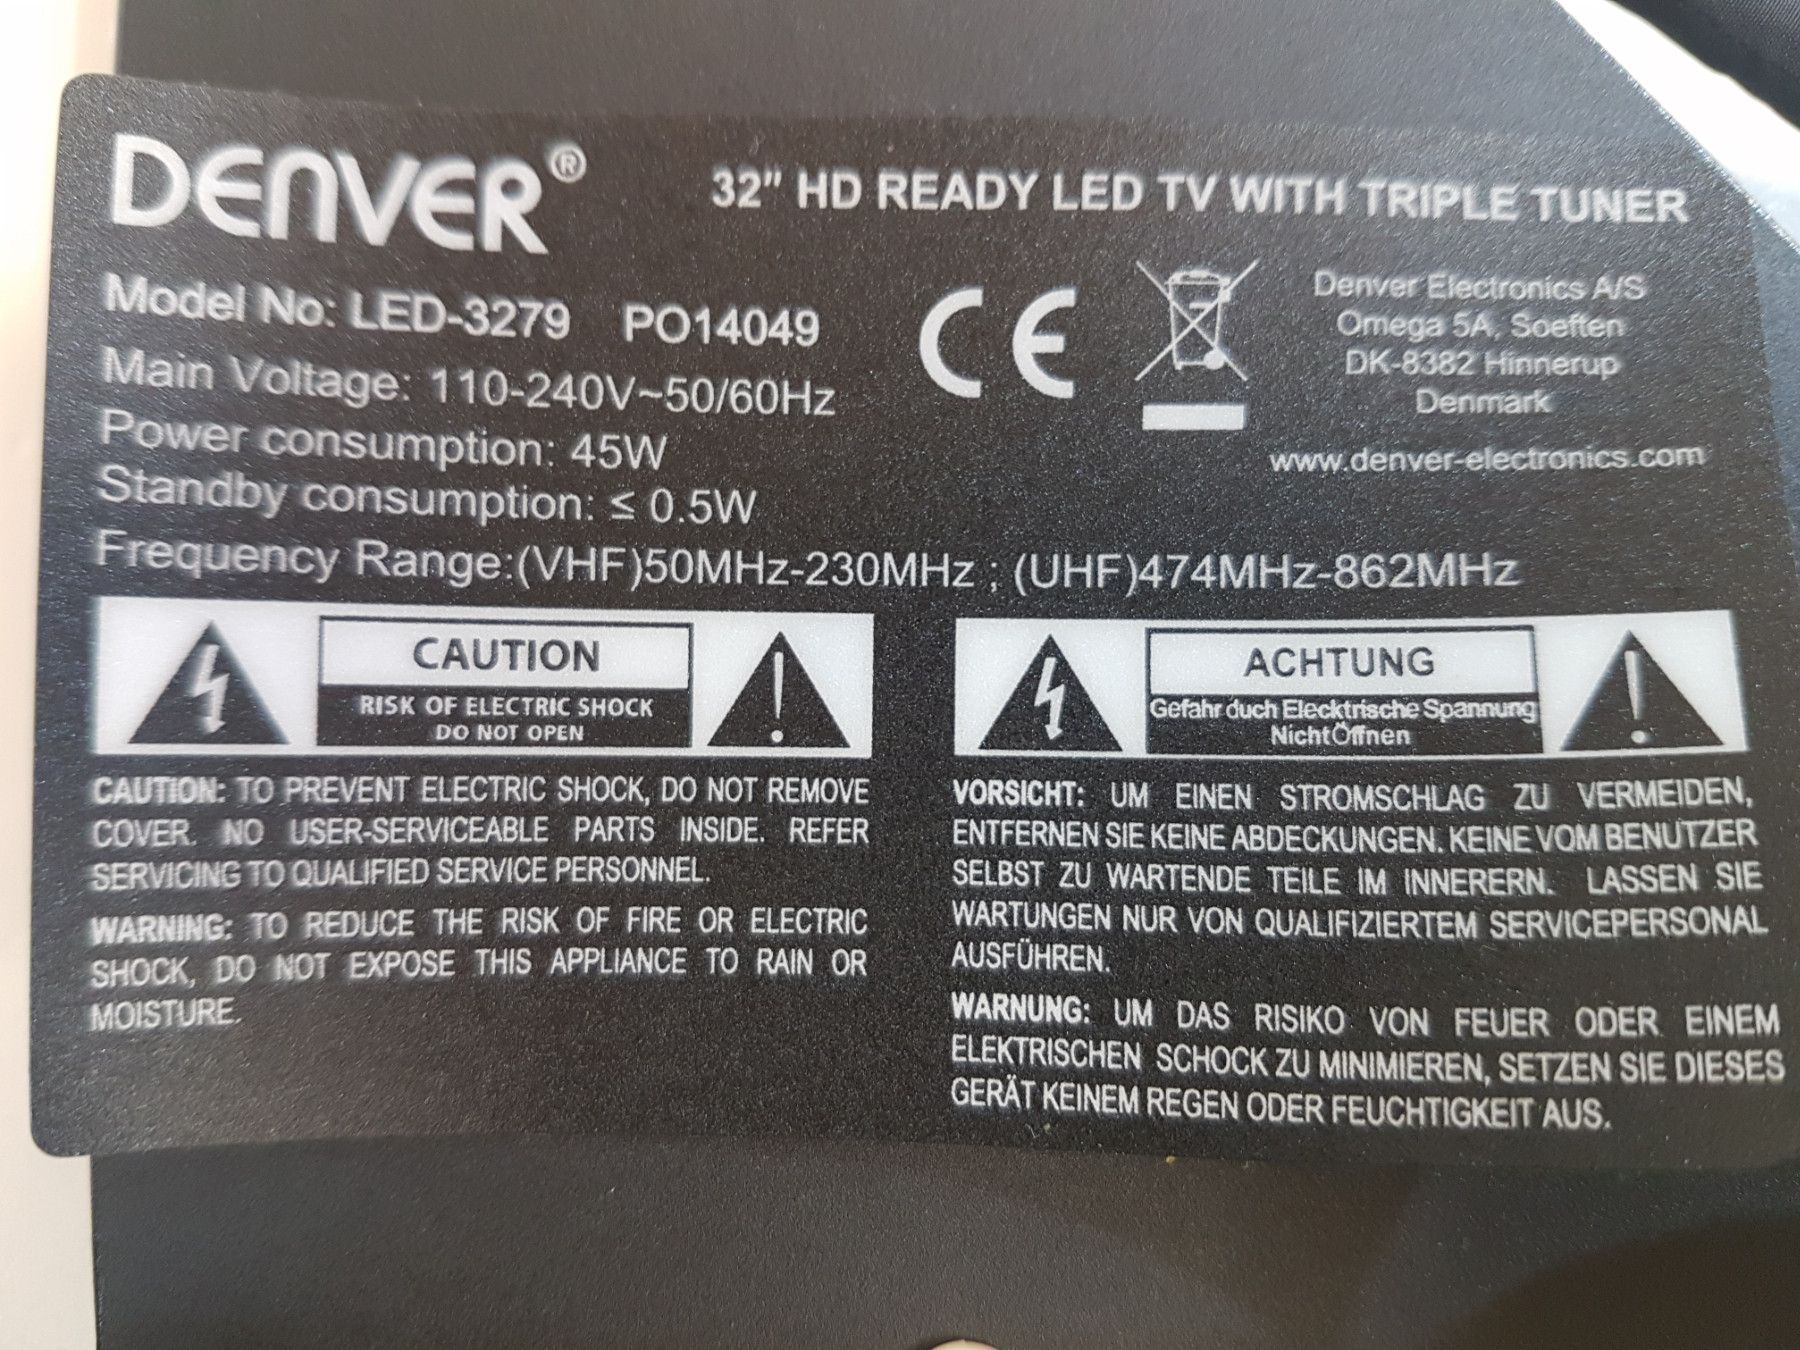 DENVER®
32" HD READY LED TV WITH TRIPLE TUNER
Model No: LED-3279 PO14049
Main Voltage: 110-240V~50/60Hz
Power consumption: 45W
Standby consumption: ≤ 0.5W
Frequency Range:(VHF)50MHz-230MHz ; (UHF)474MHz-862MHz
CE
Denver Electronics A/S
Omega 5A, Soeften
DK-8382 Hinnerup
Denmark
www.denver-electronics.com
CAUTION
RISK OF ELECTRIC SHOCK
DO NOT OPEN
CAUTION: TO PREVENT ELECTRIC SHOCK, DO NOT REMOVE
COVER. NO USER-SERVICEABLE PARTS INSIDE. REFER
SERVICING TO QUALIFIED SERVICE PERSONNEL.
WARNING: TO REDUCE THE RISK OF FIRE OR ELECTRIC
SHOCK, DO NOT EXPOSE THIS APPLIANCE TO RAIN OR
MOISTURE.
ACHTUNG
Gefahr duch Elecktrische Spannung
NichtÖffnen
VORSICHT: UM EINEN STROMSCHLAG ZU VERMEIDEN,
ENTFERNEN SIE KEINE ABDECKUNGEN. KEINE VOM BENUTZER
SELBST ZU WARTENDE TEILE IM INNERERN. LASSEN SIE
WARTUNGEN NUR VON QUALIFIZIERTEM SERVICEPERSONAL
AUSFÜHREN.
WARNUNG: UM DAS RISIKO VON FEUER ODER EINEM
ELEKTRISCHEN SCHOCK ZU MINIMIEREN, SETZEN SIE DIESES
GERÄT KEINEM REGEN ODER FEUCHTIGKEIT AUS.